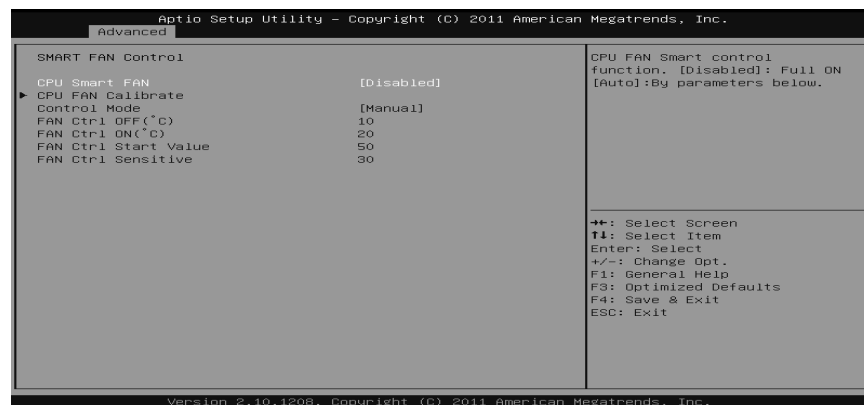 Aptio Setup Utility – Copyright (C) 2011 American Megatrends, Inc.
Advanced
SMART FAN Control
CPU Smart FAN [Disabled]
► CPU FAN Calibrate
Control Mode [Manual]
FAN Ctrl OFF(°C) 10
FAN Ctrl ON(°C) 20
FAN Ctrl Start Value 50
FAN Ctrl Sensitive 30
CPU FAN Smart control
function. [Disabled]: Full ON
[Auto]:By parameters below.
→←: Select Screen
↑↓: Select Item
Enter: Select
+/-: Change Opt.
F1: General Help
F3: Optimized Defaults
F4: Save & Exit
ESC: Exit
Version 2.10.1208. Copyright (C) 2011 American Megatrends, Inc.